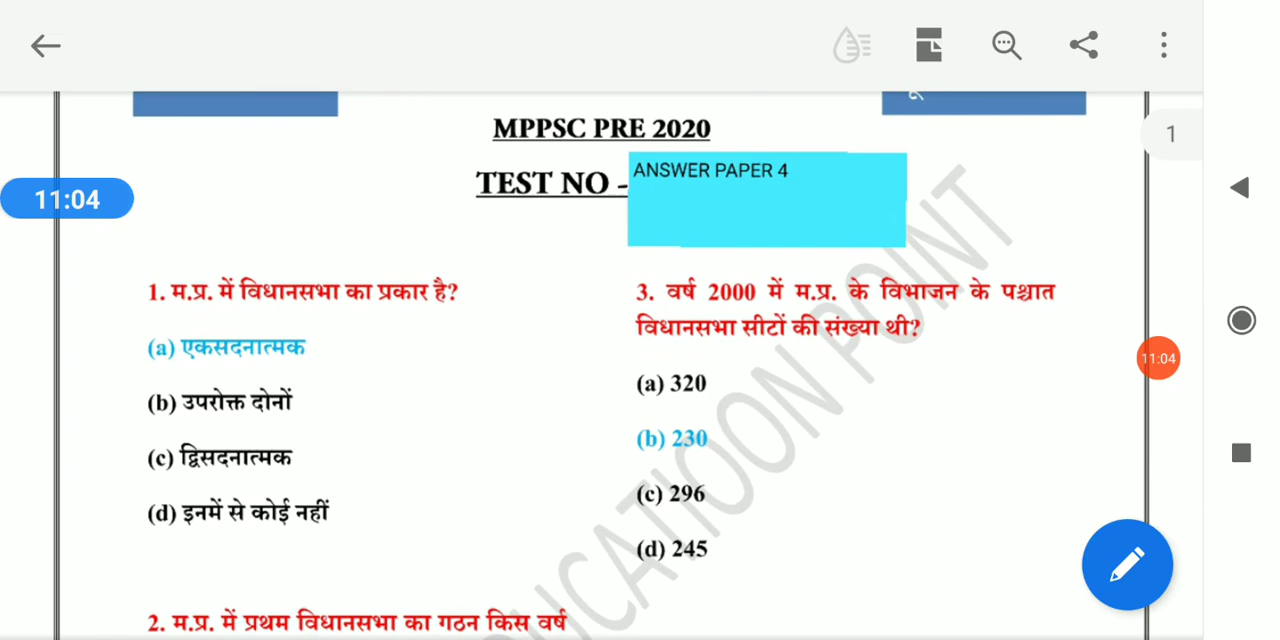 MPPSC PRE 2020
TEST NO -
ANSWER PAPER 4
1
11:04
1. म.प्र. में विधानसभा का प्रकार है?
(a) एकसदनात्मक
(b) उपरोक्त दोनों
(c) द्विसदनात्मक
(d) इनमें से कोई नहीं
2. म.प्र. में प्रथम विधानसभा का गठन किस वर्ष
3. वर्ष 2000 में म.प्र. के विभाजन के पश्चात
विधानसभा सीटों की संख्या थी?
(a) 320
(b) 230
(c) 296
(d) 245
11:04
POINT